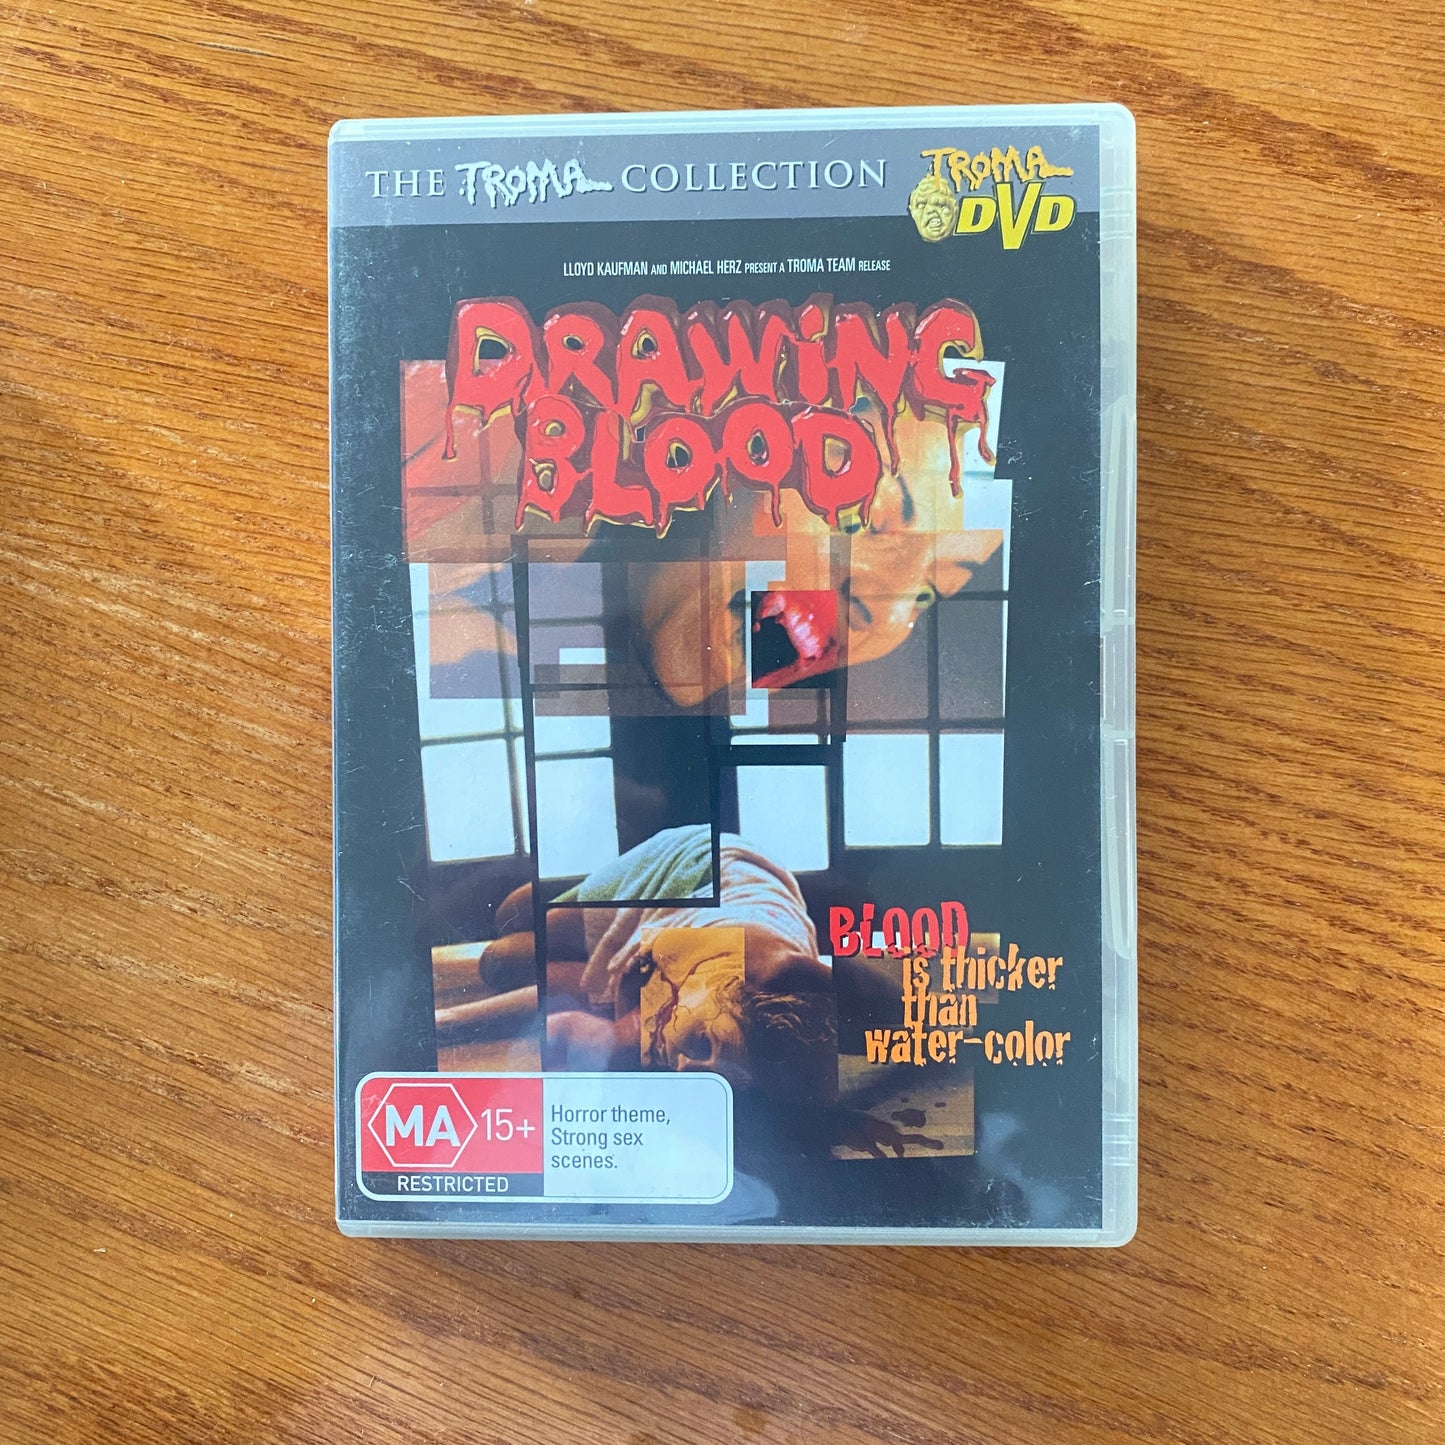 THE TROMA COLLECTION
TROMA
DVD
LLOYD KAUFMAN AND MICHAEL HERZ PRESENT A TROMA TEAM RELEASE
DRAWiNG
BLOOD
BLOOD
is thicker
than
water-color
MA 15+
RESTRICTED
Horror theme,
Strong sex
scenes.